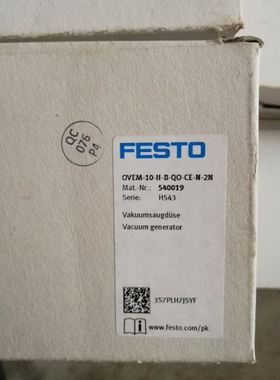 QC
076
P4
FESTO
OVEM-10-H-B-QO-CE-N-2N
Mat.-Nr.: 540019
Serie: H543
Vakuumsaugdüse
Vacuum generator
3S7PLH7JSYF
www.festo.com/pk